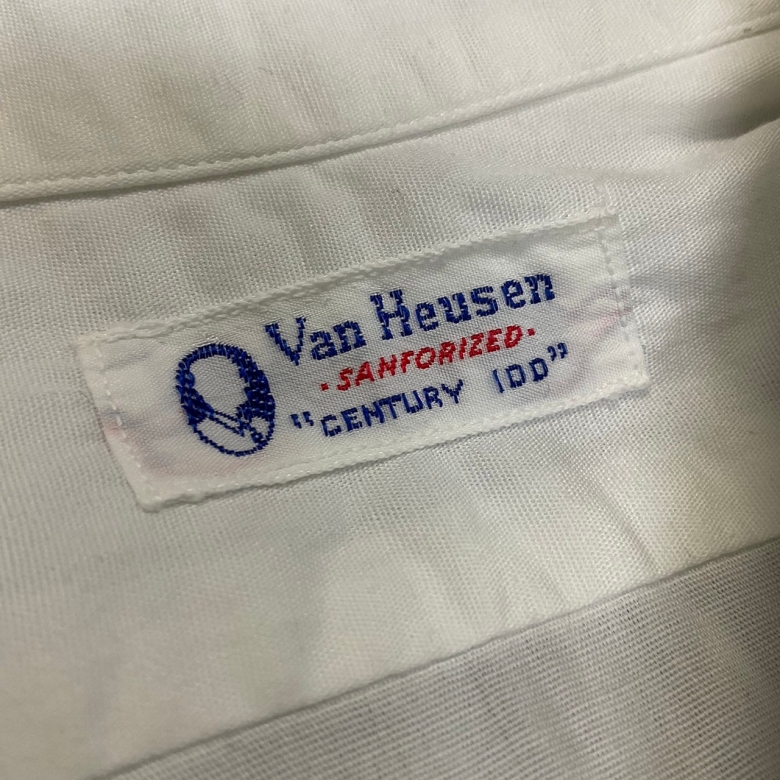 Van Heusen
·SANFORIZED·
"CENTURY 100"